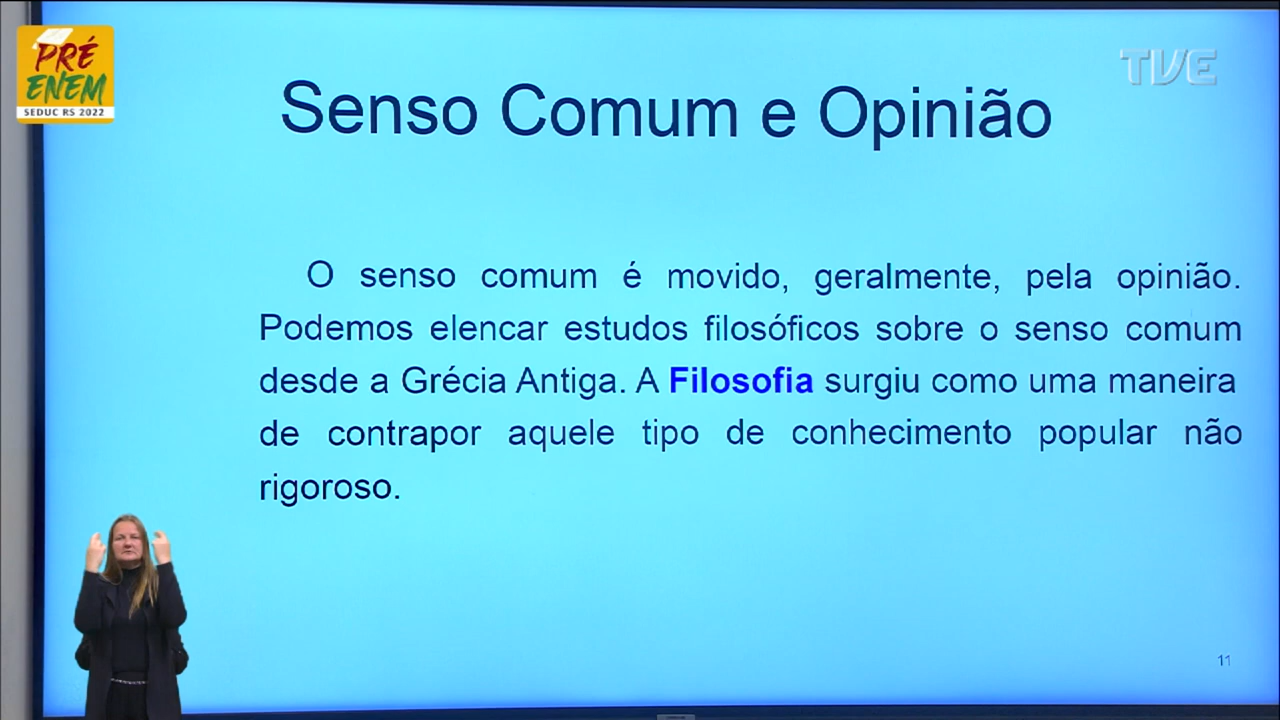 PRÉ
ENEM
SEDUC RS 2022
TVE
Senso Comum e Opinião
O senso comum é movido, geralmente, pela opinião.
Podemos elencar estudos filosóficos sobre o senso comum
desde a Grécia Antiga. A Filosofia surgiu como uma maneira
de contrapor aquele tipo de conhecimento popular não
rigoroso.
11